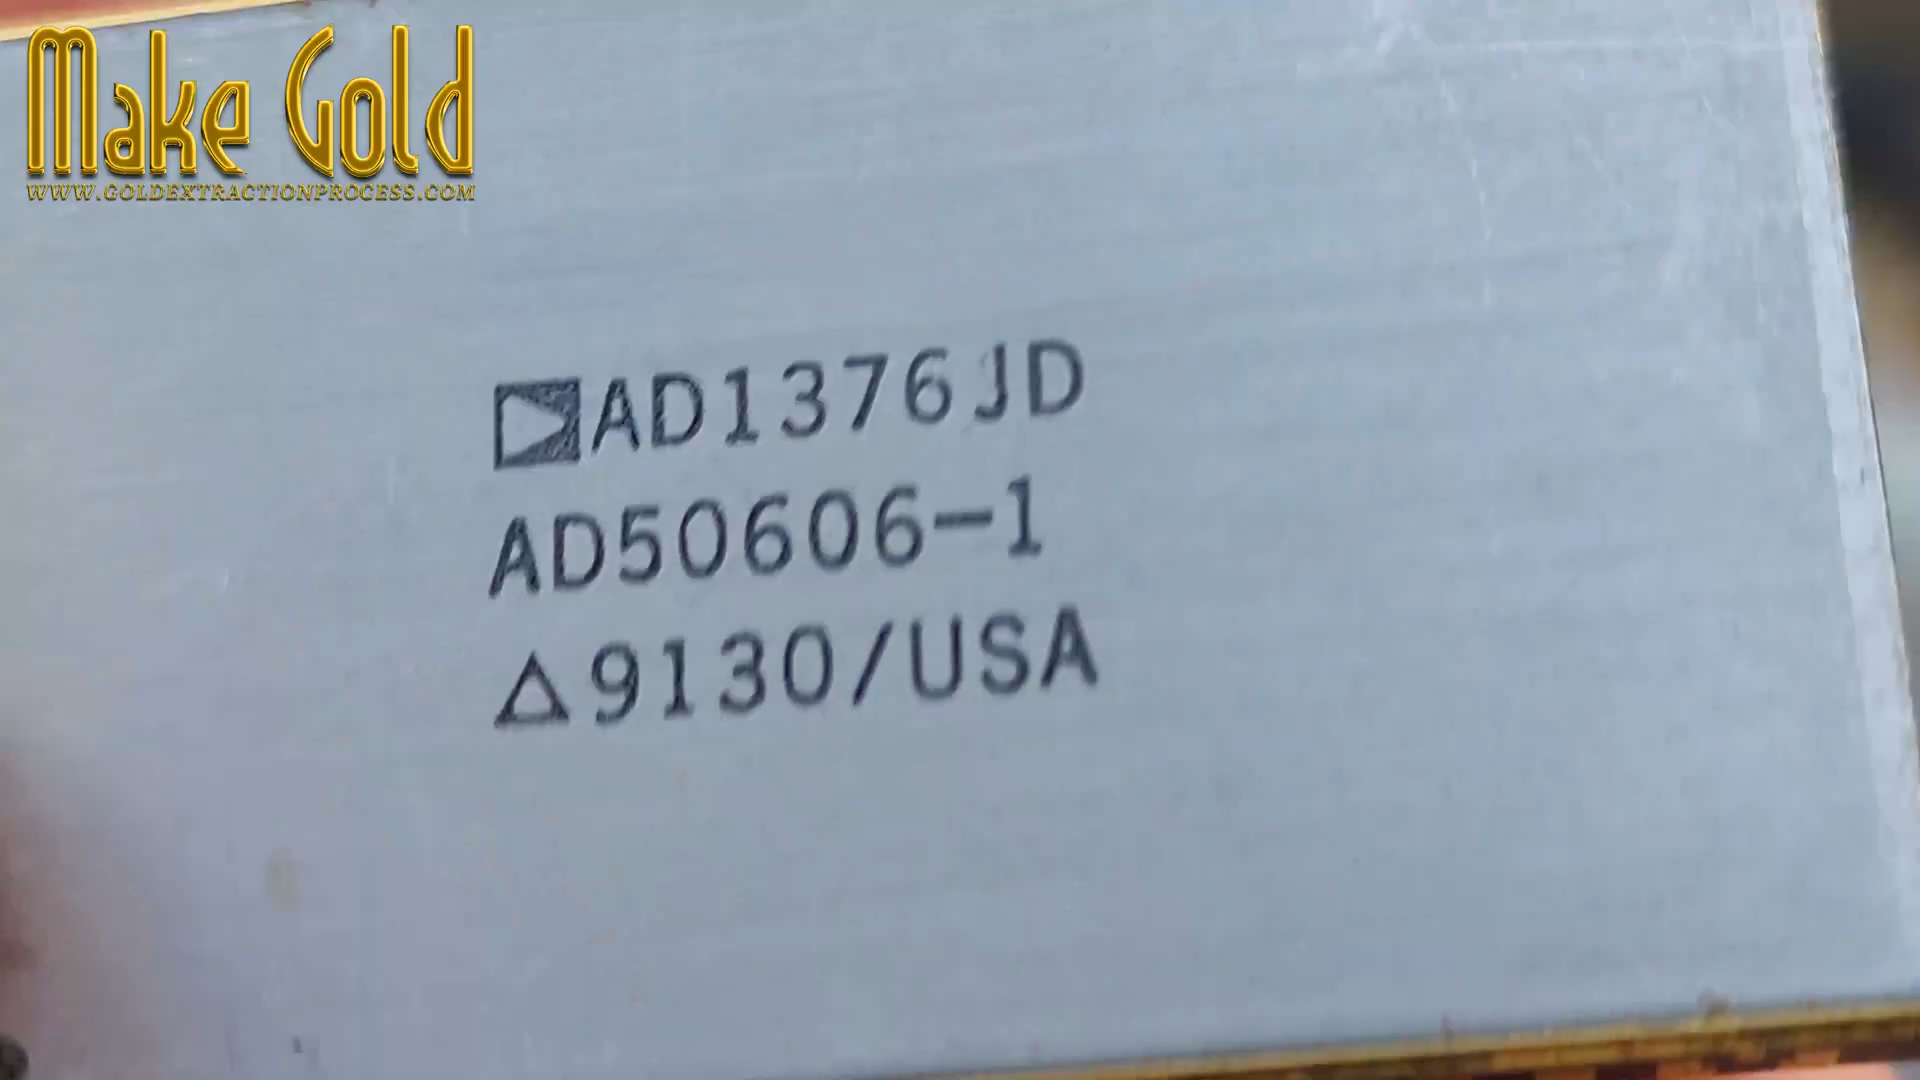 Make Gold
WWW.GOLDEXTRACTIONPROCESS.COM
AD1376JD
AD50606-1
△9130/USA